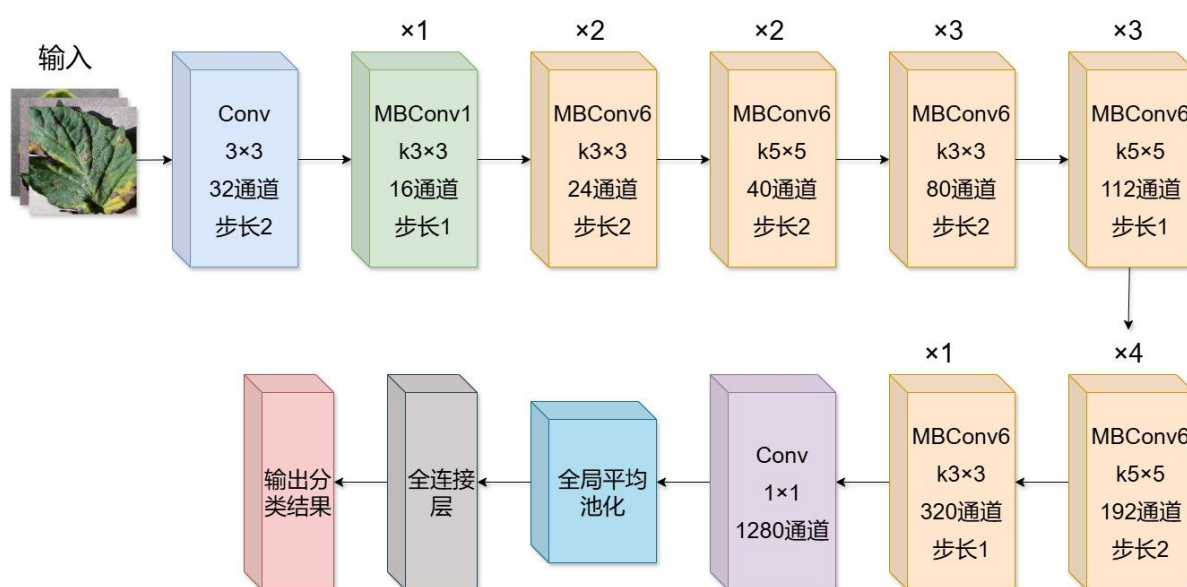 输入
Conv
3×3
32通道
步长2
×1
MBConv1
k3×3
16通道
步长1
×2
MBConv6
k3×3
24通道
步长2
×2
MBConv6
k5×5
40通道
步长2
×3
MBConv6
k3×3
80通道
步长2
×3
MBConv6
k5×5
112通道
步长1
×4
MBConv6
k5×5
192通道
步长2
×1
MBConv6
k3×3
320通道
步长1
Conv
1×1
1280通道
全局平均
池化
全连接
层
输出分
类结果